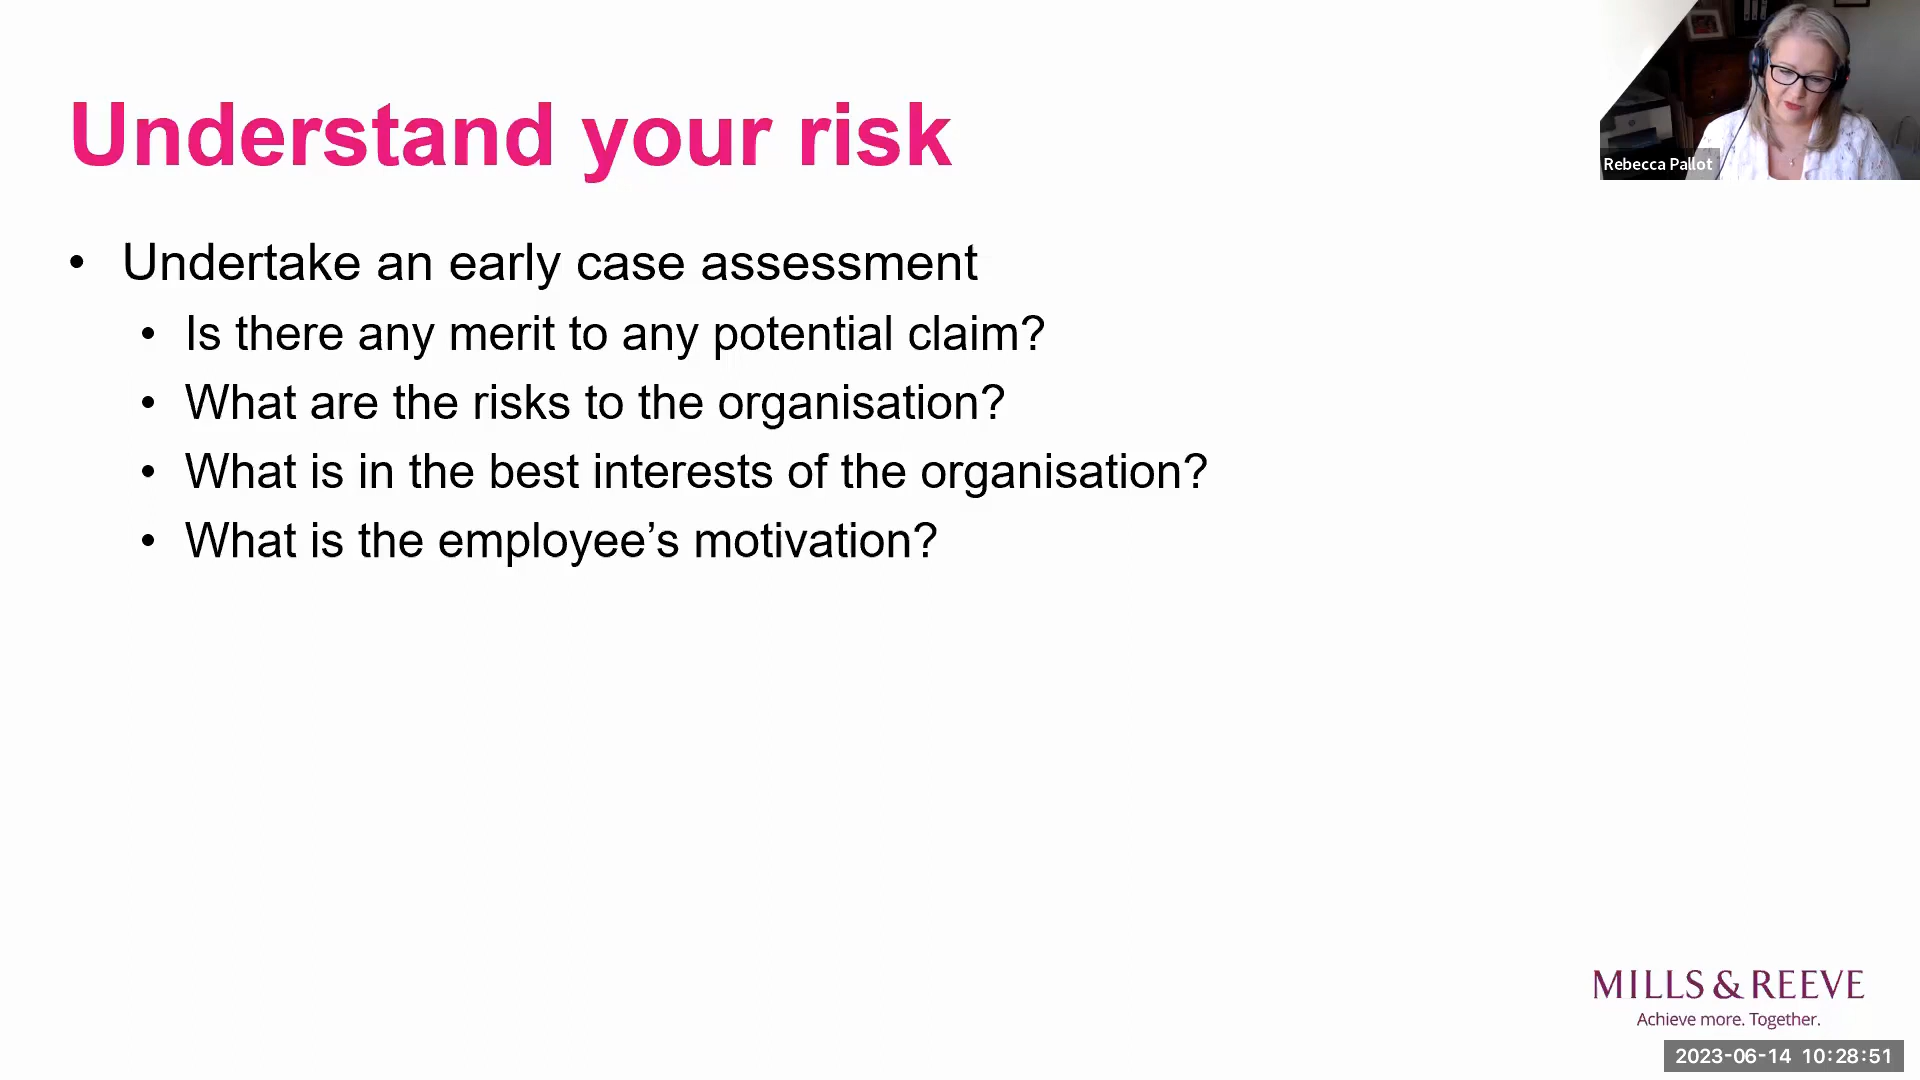 Understand your risk
Rebecca Pallot
• Undertake an early case assessment
• Is there any merit to any potential claim?
• What are the risks to the organisation?
• What is in the best interests of the organisation?
• What is the employee’s motivation?
MILLS & REEVE
Achieve more. Together.
2023-06-14 10:28:51